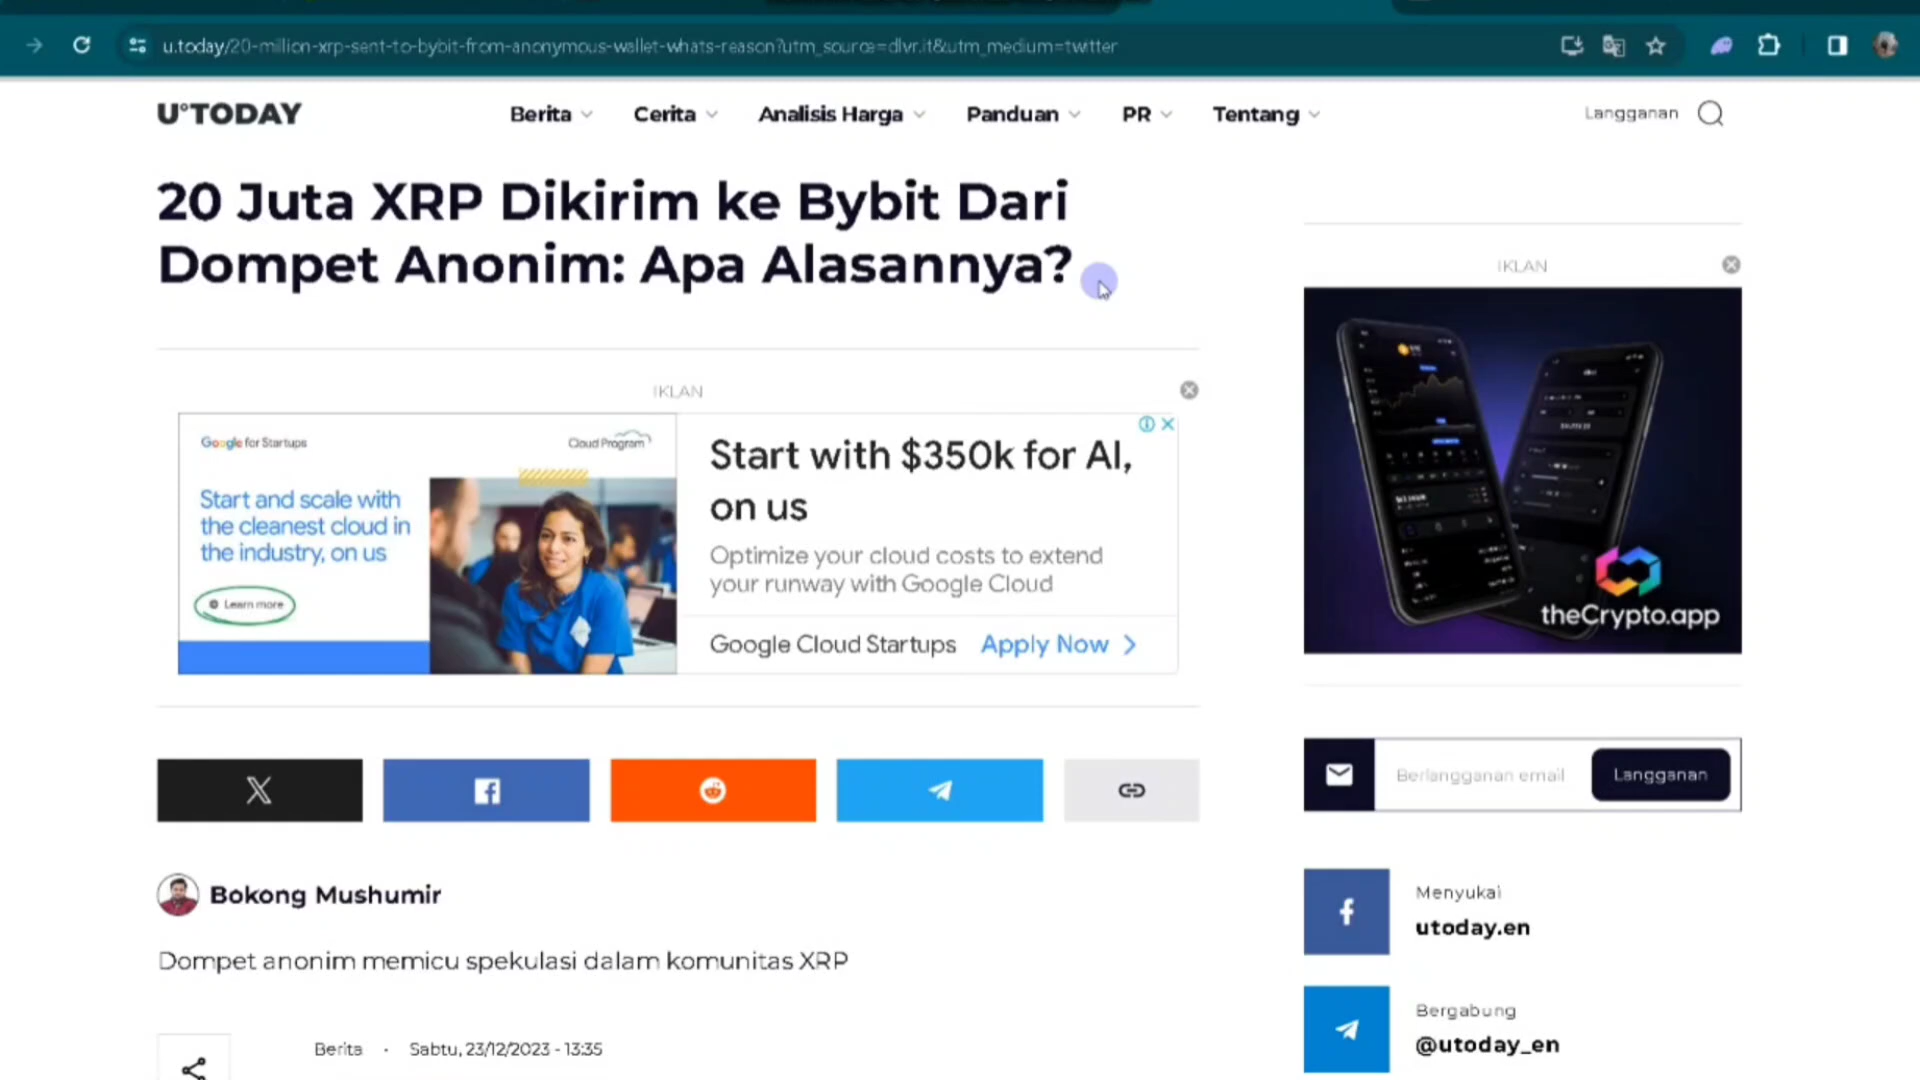 u.today/20-million-xrp-sent-to-bybit-from-anonymous-wallet-whats-reason?utm_source=dlvr.it&utm_medium=twitter
U°TODAY
Berita
Cerita
Analisis Harga
Panduan
PR
Tentang
Langganan
20 Juta XRP Dikirim ke Bybit Dari
Dompet Anonim: Apa Alasannya?
IKLAN
Google for Startups
Cloud Program
Start and scale with
the cleanest cloud in
the industry, on us
Learn more
Start with $350k for AI,
on us
Optimize your cloud costs to extend
your runway with Google Cloud
Google Cloud Startups
Apply Now
IKLAN
theCrypto.app
Berlangganan email
Langganan
Bokong Mushumir
Dompet anonim memicu spekulasi dalam komunitas XRP
Berita · Sabtu, 23/12/2023 - 13:35
Menyukai
utoday.en
Bergabung
@utoday_en